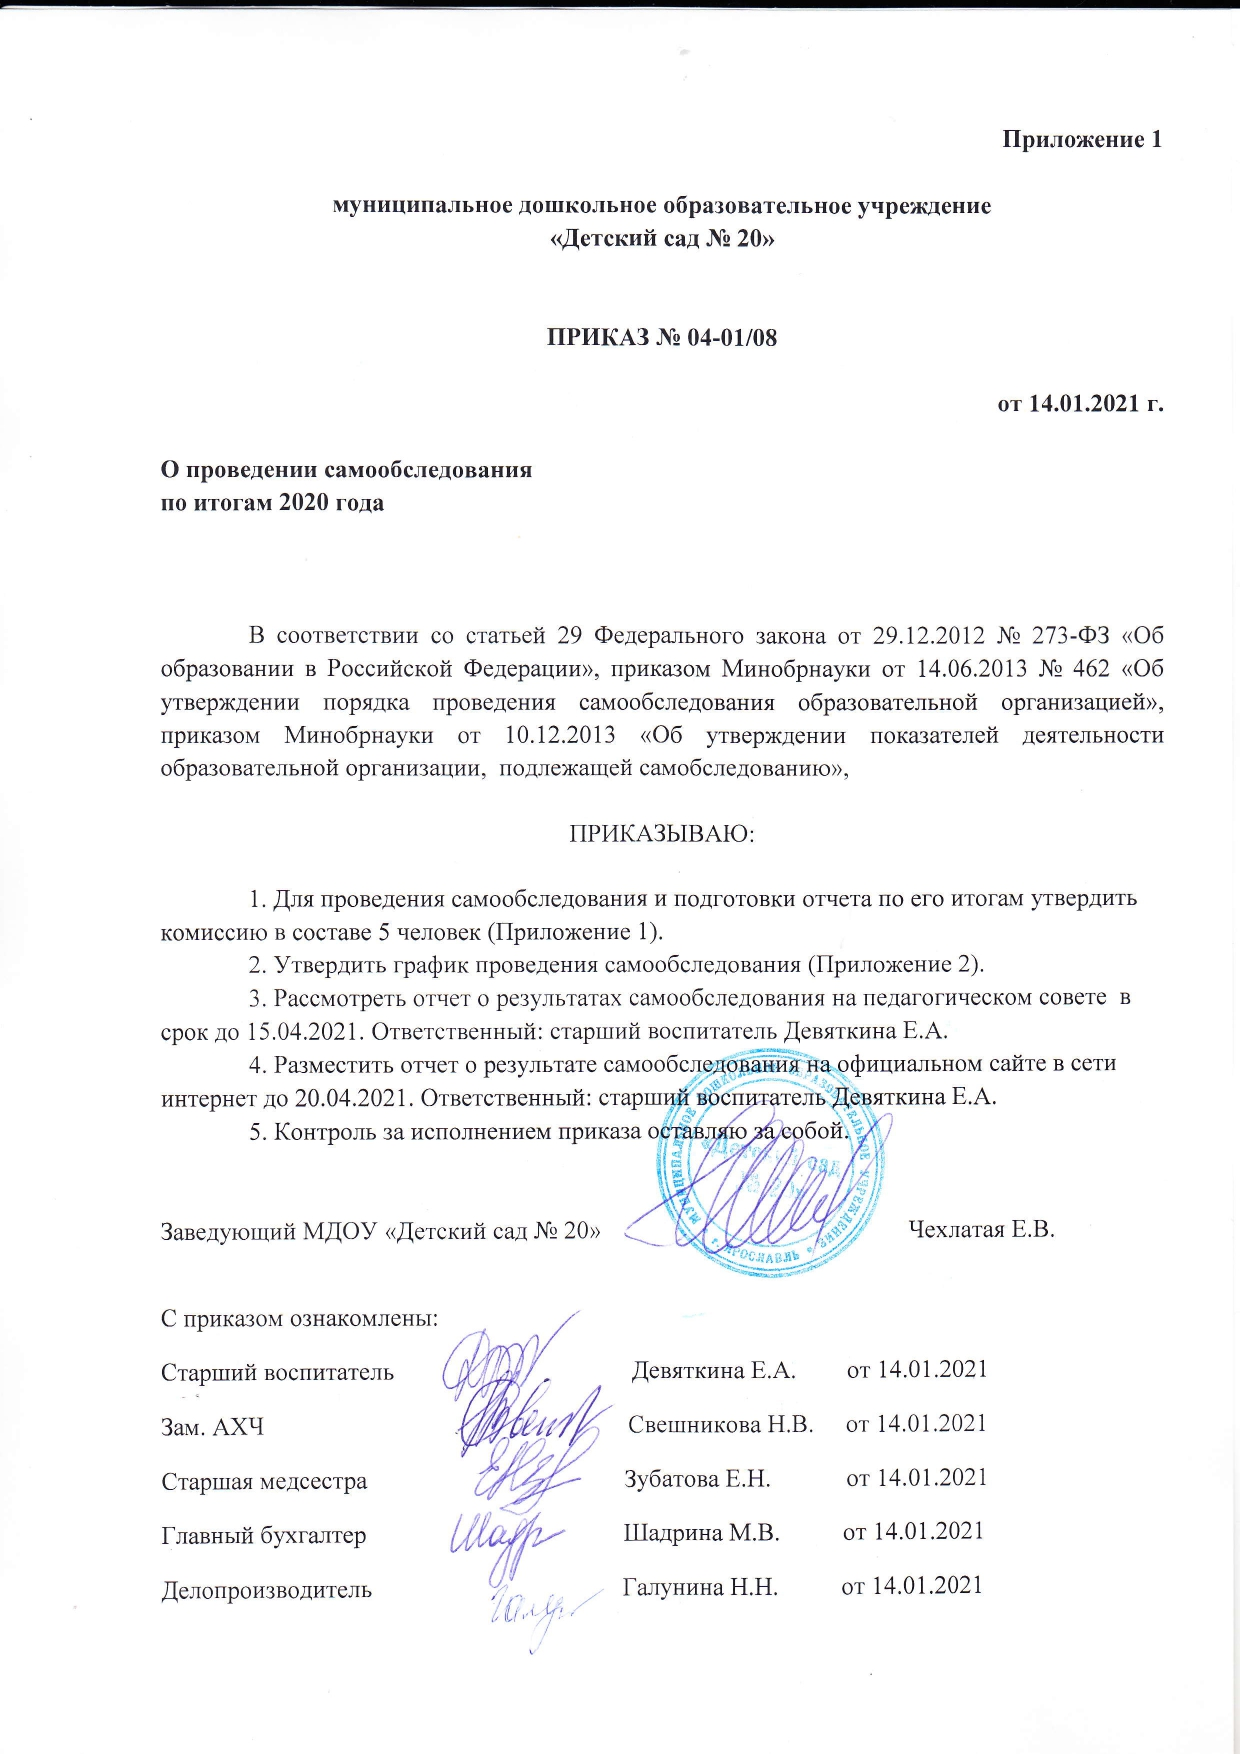 Приложение 1
муниципальное дошкольное образовательное учреждение
«Детский сад № 20»
ПРИКАЗ № 04-01/08
от 14.01.2021 г.
О проведении самообследования
по итогам 2020 года
В соответствии со статьей 29 Федерального закона от 29.12.2012 № 273-ФЗ «Об
образовании в Российской Федерации», приказом Минобрнауки от 14.06.2013 № 462 «Об
утверждении порядка проведения самообследования образовательной организацией»,
приказом Минобрнауки от 10.12.2013 «Об утверждении показателей деятельности
образовательной организации, подлежащей самобследованию»,
ПРИКАЗЫВАЮ:
1. Для проведения самообследования и подготовки отчета по его итогам утвердить
комиссию в составе 5 человек (Приложение 1).
2. Утвердить график проведения самообследования (Приложение 2).
3. Рассмотреть отчет о результатах самообследования на педагогическом совете в
срок до 15.04.2021. Ответственный: старший воспитатель Девяткина Е.А.
4. Разместить отчет о результате самообследования на официальном сайте в сети
интернет до 20.04.2021. Ответственный: старший воспитатель Девяткина Е.А.
5. Контроль за исполнением приказа оставляю за собой.
МУНИЦИПАЛЬНОЕ ДОШКОЛЬНОЕ ОБРАЗОВАТЕЛЬНОЕ УЧРЕЖДЕНИЕ
* г. ЯРОСЛАВЛЬ *
«Детский сад
Заведующий МДОУ «Детский сад № 20» Чехлатая Е.В.
С приказом ознакомлены:
Старший воспитатель Девяткина Е.А. от 14.01.2021
Зам. АХЧ Свешникова Н.В. от 14.01.2021
Старшая медсестра Зубатова Е.Н. от 14.01.2021
Главный бухгалтер Шадрина М.В. от 14.01.2021
Делопроизводитель Галунина Н.Н. от 14.01.2021